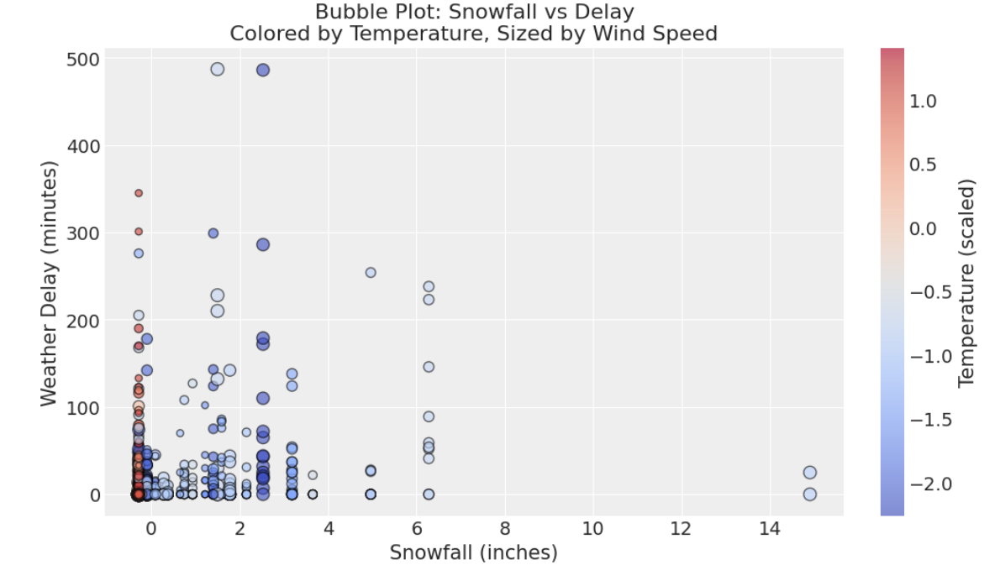 Bubble Plot: Snowfall vs Delay
Colored by Temperature, Sized by Wind Speed
500
400
300
200
100
0
Weather Delay (minutes)
0 2 4 6 8 10 12 14
Snowfall (inches)
1.0
0.5
0.0
−0.5
−1.0
−1.5
−2.0
Temperature (scaled)